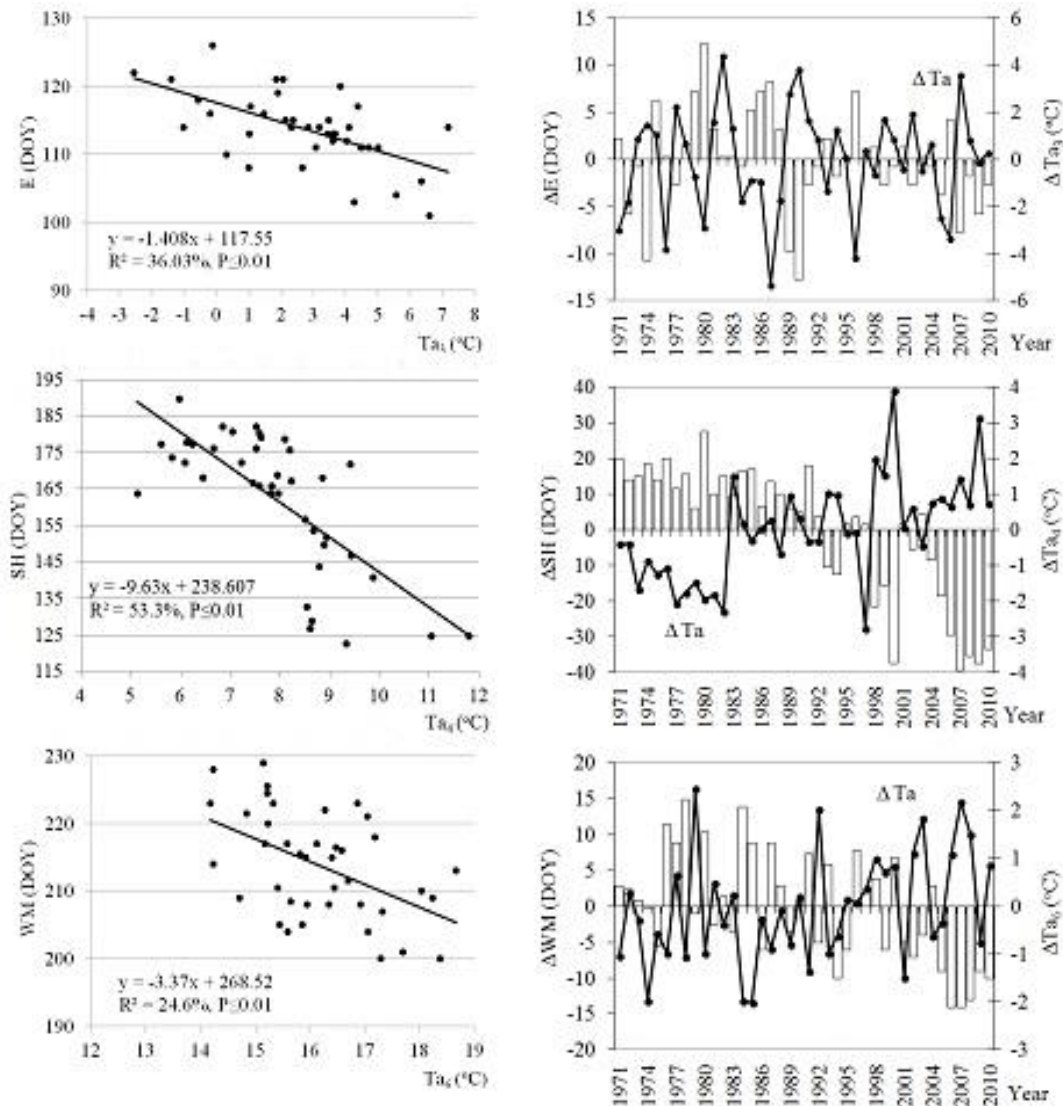 130
120
110
100
90
E (DOY)
y = -1.408x + 117.55
R² = 36.03%, P≤0.01
-4 -3 -2 -1 0 1 2 3 4 5 6 7 8
Ta₃ (°C)
15
10
5
0
-5
-10
-15
ΔE (DOY)
ΔTa
6
4
2
0
-2
-4
-6
ΔTa₃ (°C)
1971 1974 1977 1980 1983 1986 1989 1992 1995 1998 2001 2004 2007 2010
Year
195
185
175
165
155
145
135
125
115
SH (DOY)
y = -9.63x + 238.607
R² = 53.3%, P≤0.01
4 5 6 7 8 9 10 11 12
Ta₄ (°C)
40
30
20
10
0
-10
-20
-30
-40
ΔSH (DOY)
ΔTa
4
3
2
1
0
-1
-2
-3
-4
ΔTa₄ (°C)
1971 1974 1977 1980 1983 1986 1989 1992 1995 1998 2001 2004 2007 2010
Year
230
220
210
200
190
WM (DOY)
y = -3.37x + 268.52
R² = 24.6%, P≤0.01
12 13 14 15 16 17 18 19
Ta₆ (°C)
20
15
10
5
0
-5
-10
-15
-20
ΔWM (DOY)
ΔTa
3
2
1
0
-1
-2
-3
ΔTa₆ (°C)
1971 1974 1977 1980 1983 1986 1989 1992 1995 1998 2001 2004 2007 2010
Year